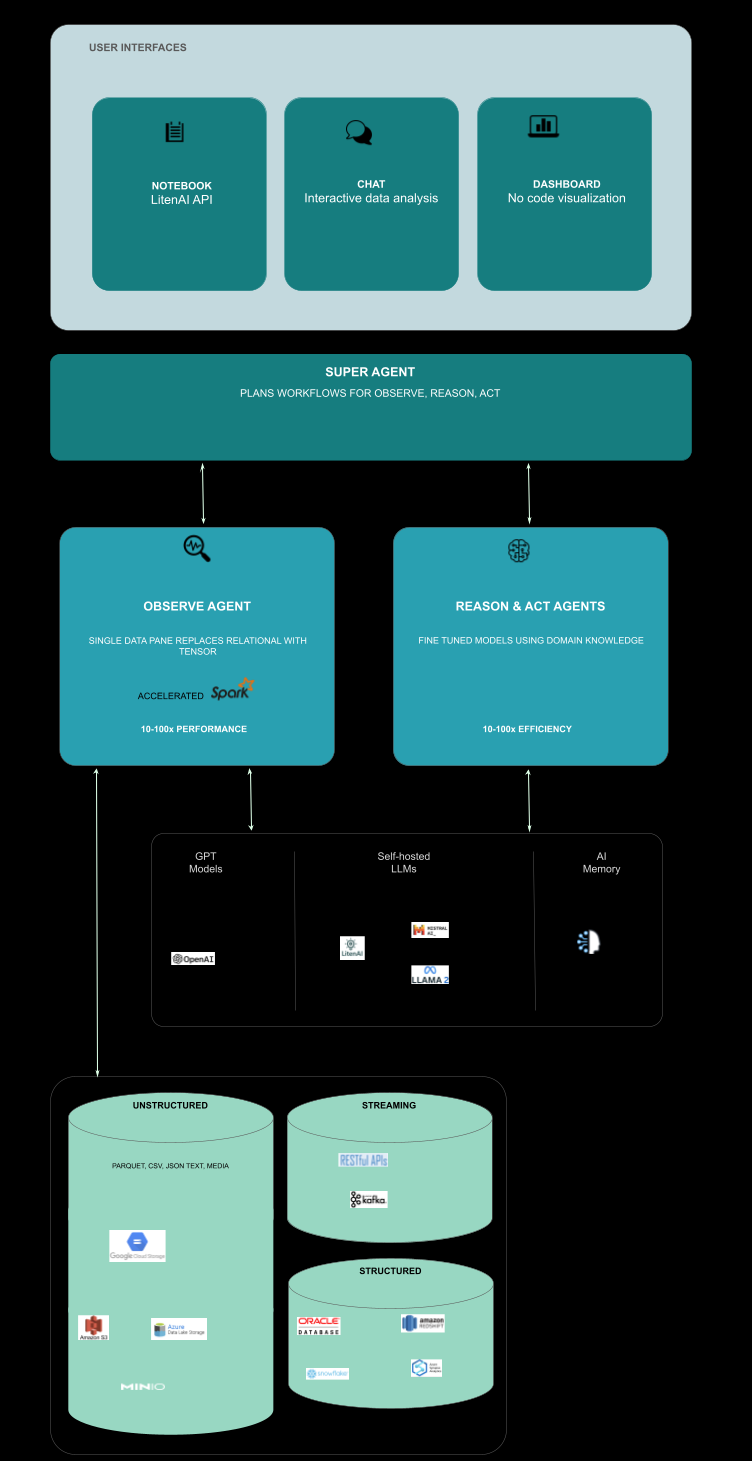 USER INTERFACES
NOTEBOOK
LitenAI API
CHAT
Interactive data analysis
DASHBOARD
No code visualization
SUPER AGENT
PLANS WORKFLOWS FOR OBSERVE, REASON, ACT
OBSERVE AGENT
SINGLE DATA PANE REPLACES RELATIONAL WITH
TENSOR
ACCELERATED Spark
10-100x PERFORMANCE
REASON & ACT AGENTS
FINE TUNED MODELS USING DOMAIN KNOWLEDGE
10-100x EFFICIENCY
GPT
Models
OpenAI
Self-hosted
LLMs
LitenAI
MISTRAL
AI_
LLAMA 2
AI
Memory
UNSTRUCTURED
PARQUET, CSV, JSON TEXT, MEDIA
Google Cloud Storage
Amazon S3
Azure
Data Lake Storage
MINIO
STREAMING
RESTful APIs
kafka
STRUCTURED
ORACLE
DATABASE
amazon
REDSHIFT
snowflake
Azure
Synapse
Analytics